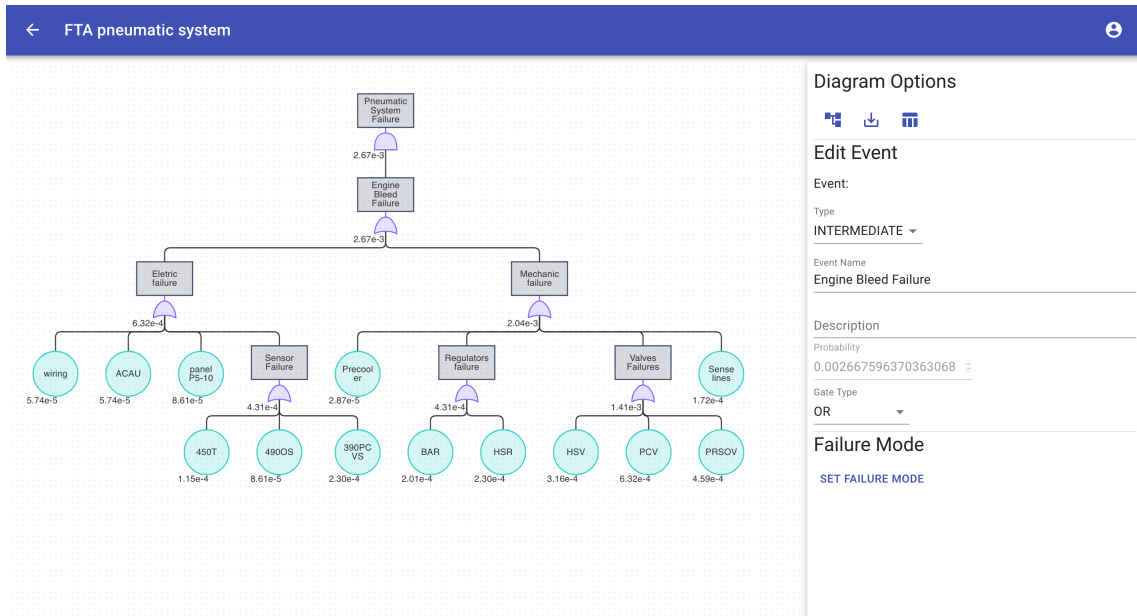 FTA pneumatic system
Pneumatic
System
Failure
2.67e-3
Engine
Bleed
Failure
2.67e-3
Eletric
failure
6.32e-4
Mechanic
failure
2.04e-3
wiring
5.74e-5
ACAU
5.74e-5
panel
P5-10
8.61e-5
Sensor
Failure
4.31e-4
Precool
er
2.87e-5
Regulators
failure
4.31e-4
Valves
Failures
1.41e-3
Sense
lines
1.72e-4
450T
1.15e-4
490OS
8.61e-5
390PC
VS
2.30e-4
BAR
2.01e-4
HSR
2.30e-4
HSV
3.16e-4
PCV
6.32e-4
PRSOV
4.59e-4
Diagram Options
Edit Event
Event:
Type
INTERMEDIATE
Event Name
Engine Bleed Failure
Description
Probability
0.002667596370363068
Gate Type
OR
Failure Mode
SET FAILURE MODE